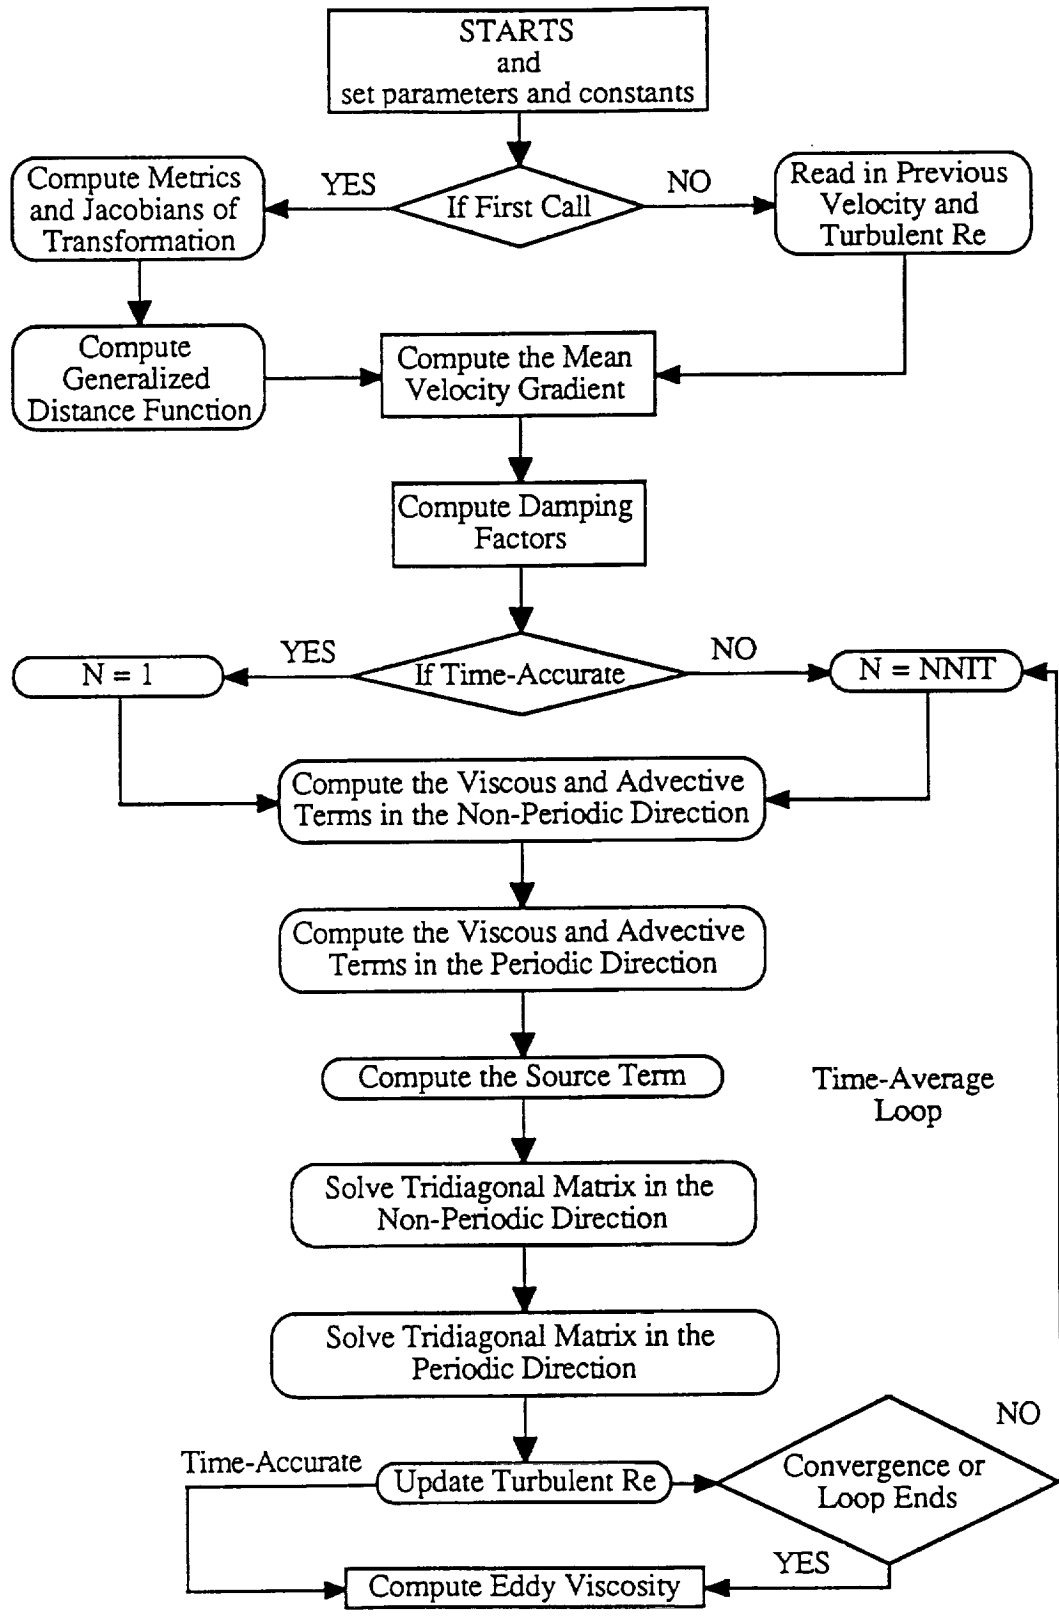 STARTS
and
set parameters and constants
If First Call
YES
NO
Compute Metrics
and Jacobians of
Transformation
Read in Previous
Velocity and
Turbulent Re
Compute
Generalized
Distance Function
Compute the Mean
Velocity Gradient
Compute Damping
Factors
If Time-Accurate
YES
NO
N = 1
N = NNIT
Compute the Viscous and Advective
Terms in the Non-Periodic Direction
Compute the Viscous and Advective
Terms in the Periodic Direction
Compute the Source Term
Time-Average
Loop
Solve Tridiagonal Matrix in the
Non-Periodic Direction
Solve Tridiagonal Matrix in the
Periodic Direction
Time-Accurate
Update Turbulent Re
Convergence or
Loop Ends
NO
YES
Compute Eddy Viscosity